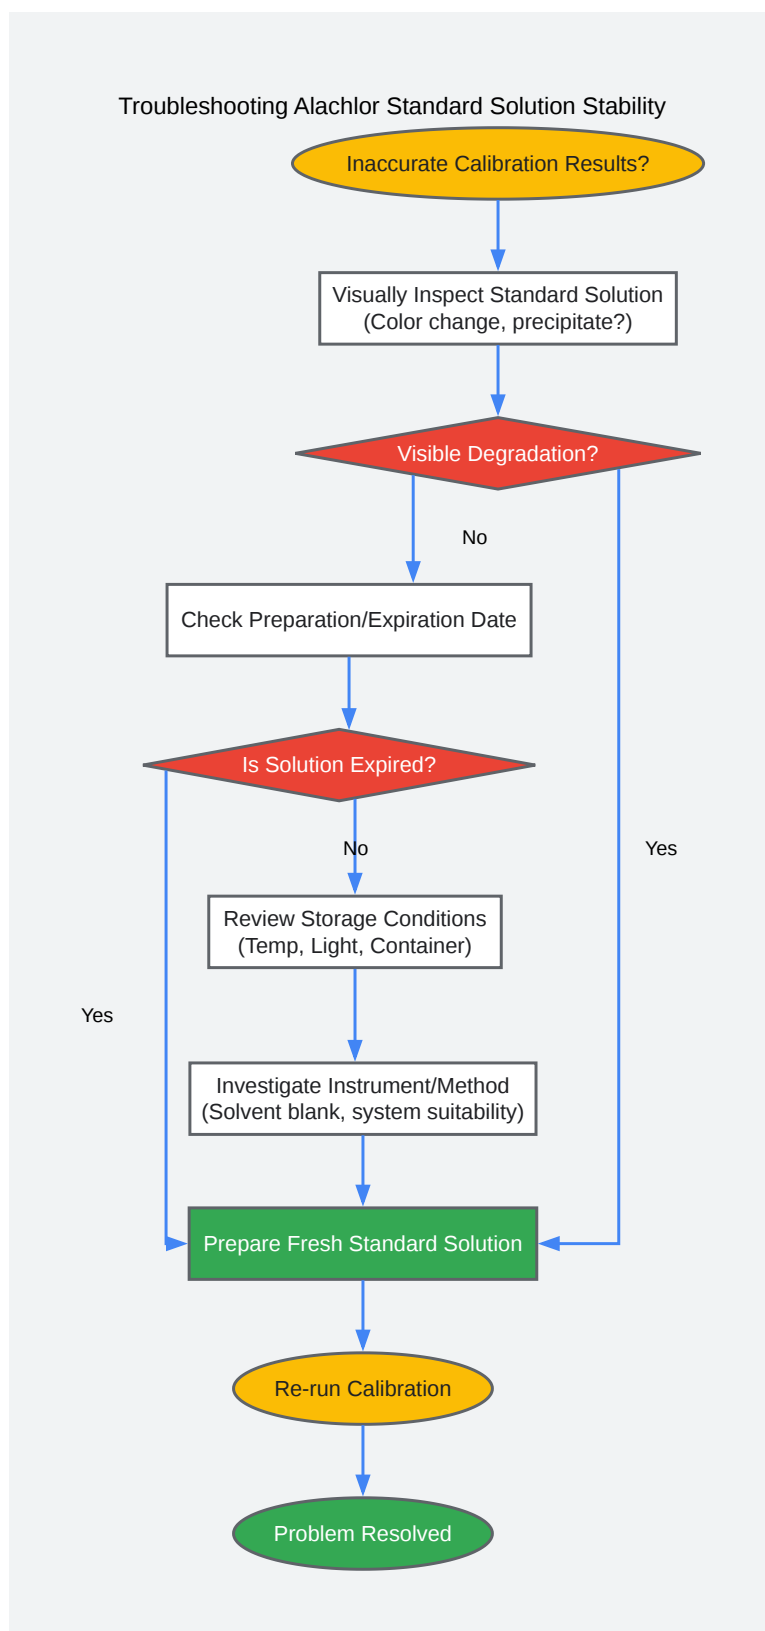 Troubleshooting Alachlor Standard Solution Stability
Inaccurate Calibration Results?
Visually Inspect Standard Solution
(Color change, precipitate?)
Visible Degradation?
No
Check Preparation/Expiration Date
Is Solution Expired?
No
Yes
Review Storage Conditions
(Temp, Light, Container)
Yes
Investigate Instrument/Method
(Solvent blank, system suitability)
Prepare Fresh Standard Solution
Re-run Calibration
Problem Resolved